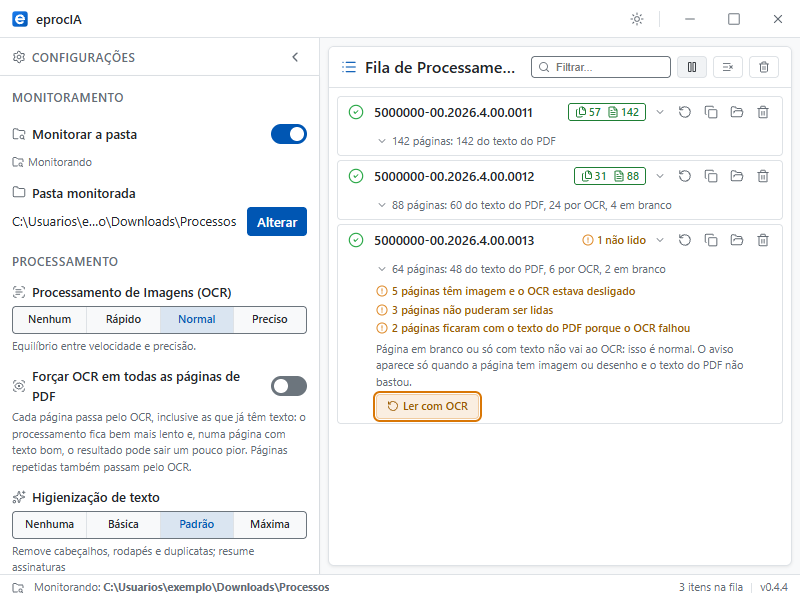 eprocIA
CONFIGURAÇÕES
MONITORAMENTO
Monitorar a pasta
Monitorando
Pasta monitorada
C:\Usuarios\e...o\Downloads\Processos
Alterar
PROCESSAMENTO
Processamento de Imagens (OCR)
Nenhum Rápido Normal Preciso
Equilíbrio entre velocidade e precisão.
Forçar OCR em todas as páginas de
PDF
Cada página passa pelo OCR, inclusive as que já têm texto: o
processamento fica bem mais lento e, numa página com
texto bom, o resultado pode sair um pouco pior. Páginas
repetidas também passam pelo OCR.
Higienização de texto
Nenhuma Básica Padrão Máxima
Remove cabeçalhos, rodapés e duplicatas; resume
assinaturas
Fila de Processame...
Filtrar...
5000000-00.2026.4.00.0011 57 142
142 páginas: 142 do texto do PDF
5000000-00.2026.4.00.0012 31 88
88 páginas: 60 do texto do PDF, 24 por OCR, 4 em branco
5000000-00.2026.4.00.0013 1 não lido
64 páginas: 48 do texto do PDF, 6 por OCR, 2 em branco
5 páginas têm imagem e o OCR estava desligado
3 páginas não puderam ser lidas
2 páginas ficaram com o texto do PDF porque o OCR falhou
Página em branco ou só com texto não vai ao OCR: isso é normal. O aviso
aparece só quando a página tem imagem ou desenho e o texto do PDF não
bastou.
Ler com OCR
Monitorando: C:\Usuarios\exemplo\Downloads\Processos
3 itens na fila v0.4.4